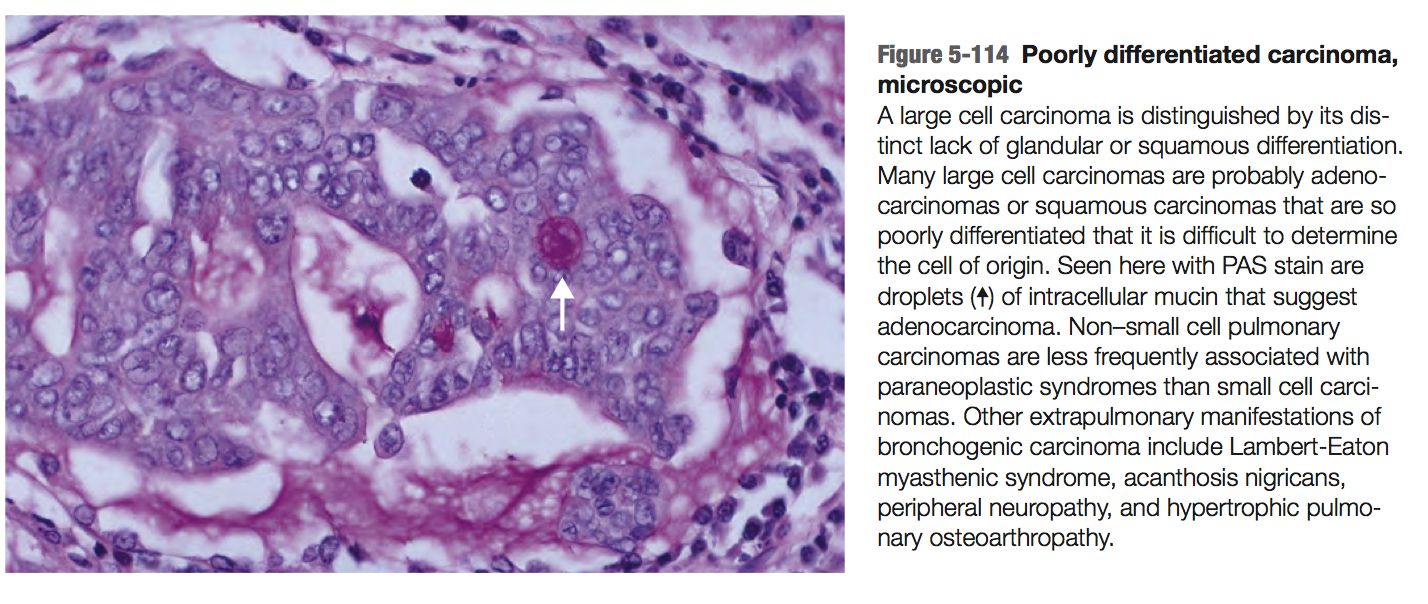 Figure 5-114 Poorly differentiated carcinoma,
microscopic
A large cell carcinoma is distinguished by its dis-
tinct lack of glandular or squamous differentiation.
Many large cell carcinomas are probably adeno-
carcinomas or squamous carcinomas that are so
poorly differentiated that it is difficult to determine
the cell of origin. Seen here with PAS stain are
droplets (↑) of intracellular mucin that suggest
adenocarcinoma. Non–small cell pulmonary
carcinomas are less frequently associated with
paraneoplastic syndromes than small cell carci-
nomas. Other extrapulmonary manifestations of
bronchogenic carcinoma include Lambert-Eaton
myasthenic syndrome, acanthosis nigricans,
peripheral neuropathy, and hypertrophic pulmo-
nary osteoarthropathy.